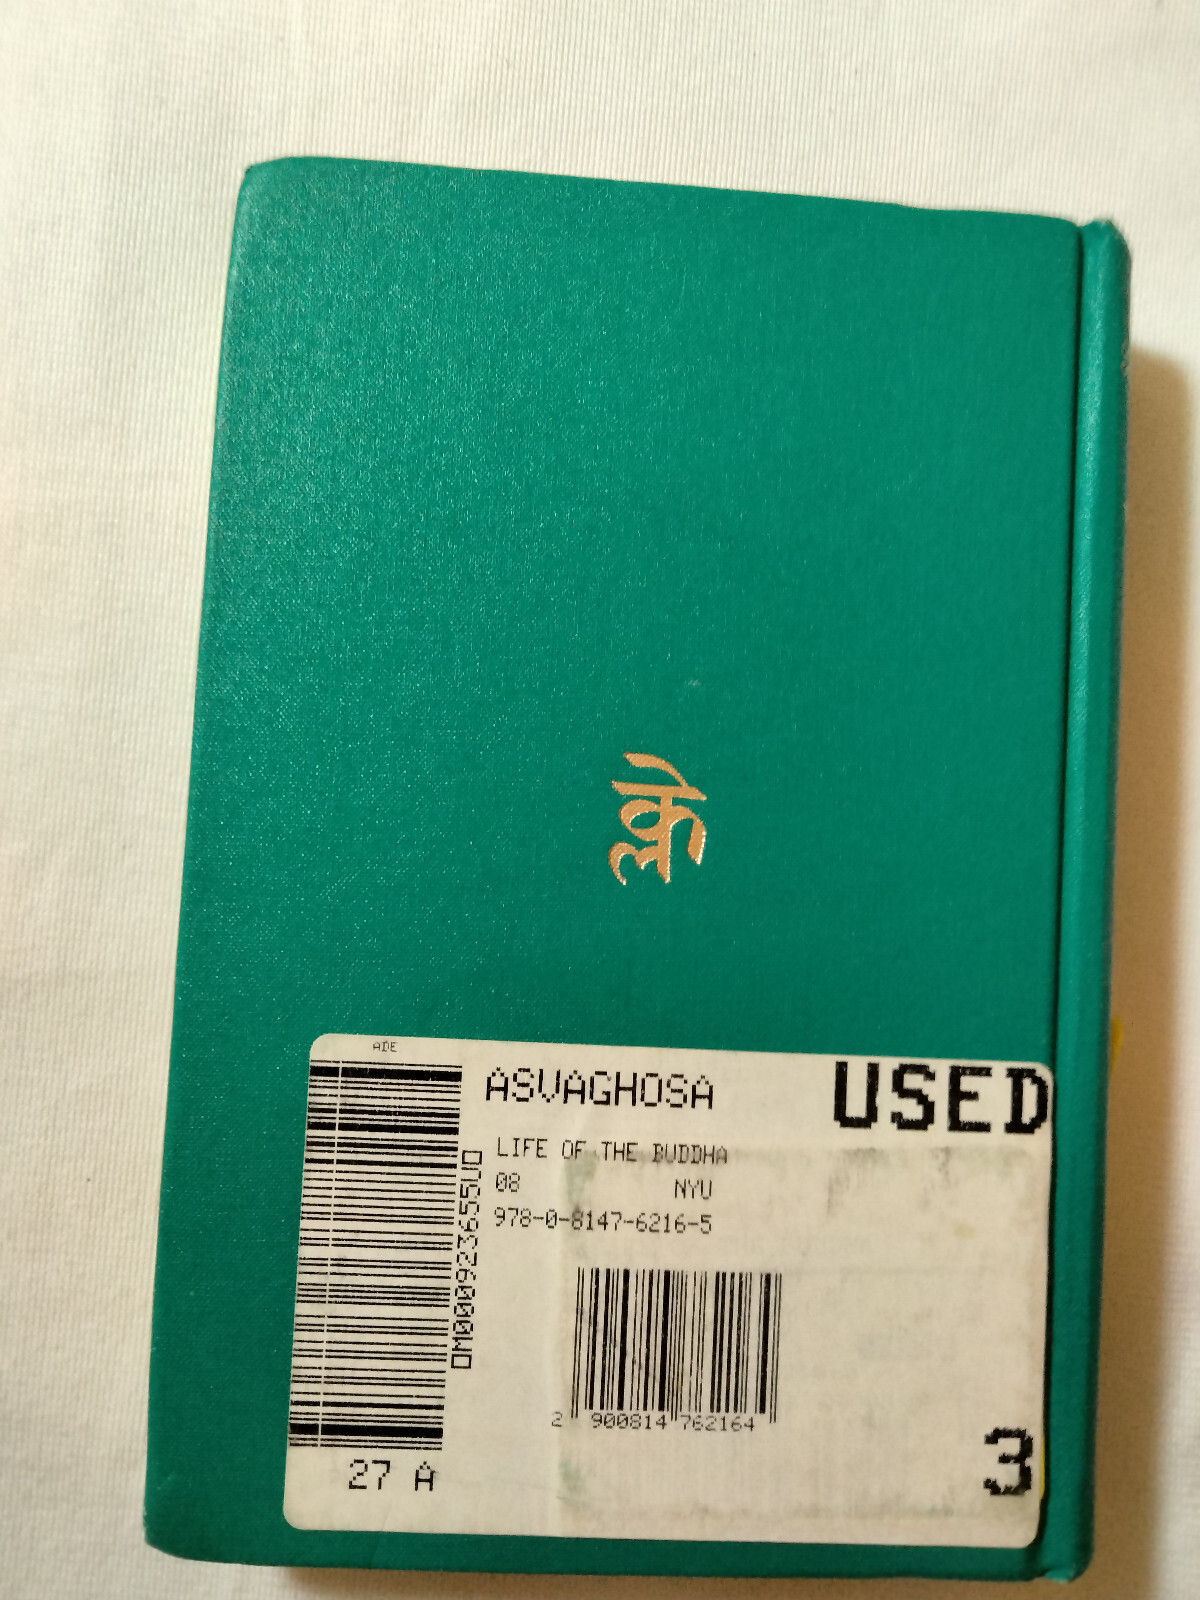 क्ले
ADE
ASVAGHOSA USED
LIFE OF THE BUDDHA
08 NYU
978-0-8147-6216-5
OM000923655UO
2 900814 762164
27 A
3